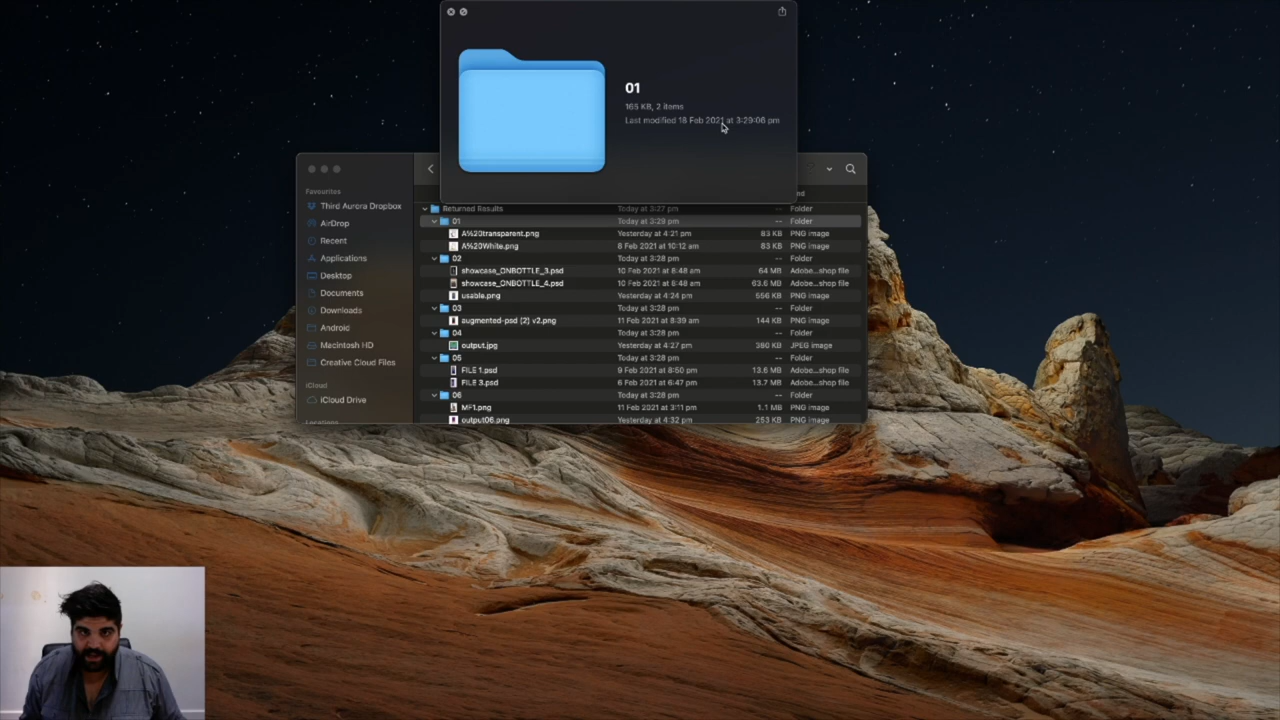 01
165 KB, 2 items
Last modified 18 Feb 2021 at 3:29:06 pm
Favourites
Third Aurora Dropbox
AirDrop
Recent
Applications
Desktop
Documents
Downloads
Android
Macintosh HD
Creative Cloud Files
iCloud
iCloud Drive
Returned Results Today at 3:27 pm -- Folder
01 Today at 3:29 pm -- Folder
A%20transparent.png Yesterday at 4:21 pm 83 KB PNG image
A%20White.png 8 Feb 2021 at 10:12 am 83 KB PNG image
02 Today at 3:28 pm -- Folder
showcase_ONBOTTLE_3.psd 10 Feb 2021 at 8:48 am 64 MB Adobe...shop file
showcase_ONBOTTLE_4.psd 10 Feb 2021 at 8:48 am 63.6 MB Adobe...shop file
usable.png Yesterday at 4:24 pm 556 KB PNG image
03 Today at 3:28 pm -- Folder
augmented-psd (2) v2.png 11 Feb 2021 at 8:39 am 144 KB PNG image
04 Today at 3:28 pm -- Folder
output.jpg Yesterday at 4:27 pm 380 KB JPEG image
05 Today at 3:28 pm -- Folder
FILE 1.psd 9 Feb 2021 at 8:50 pm 13.6 MB Adobe...shop file
FILE 3.psd 6 Feb 2021 at 6:47 pm 13.7 MB Adobe...shop file
06 Today at 3:28 pm -- Folder
MF1.png 11 Feb 2021 at 3:11 pm 1.1 MB PNG image
output06.png Yesterday at 4:32 pm 253 KB PNG image